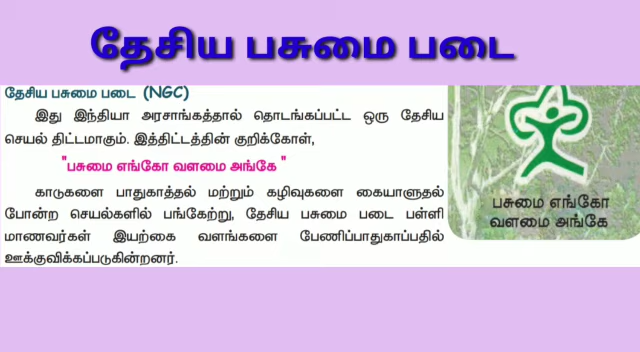 தேசிய பசுமை படை
தேசிய பசுமை படை (NGC)
இது இந்தியா அரசாங்கத்தால் தொடங்கப்பட்ட ஒரு தேசிய
செயல் திட்டமாகும். இத்திட்டத்தின் குறிக்கோள்,
"பசுமை எங்கோ வளமை அங்கே "
காடுகளை பாதுகாத்தல் மற்றும் கழிவுகளை கையாளுதல்
போன்ற செயல்களில் பங்கேற்று, தேசிய பசுமை படை பள்ளி
மாணவர்கள் இயற்கை வளங்களை பேணிப்பாதுகாப்பதில்
ஊக்குவிக்கப்படுகின்றனர்.
பசுமை எங்கோ
வளமை அங்கே